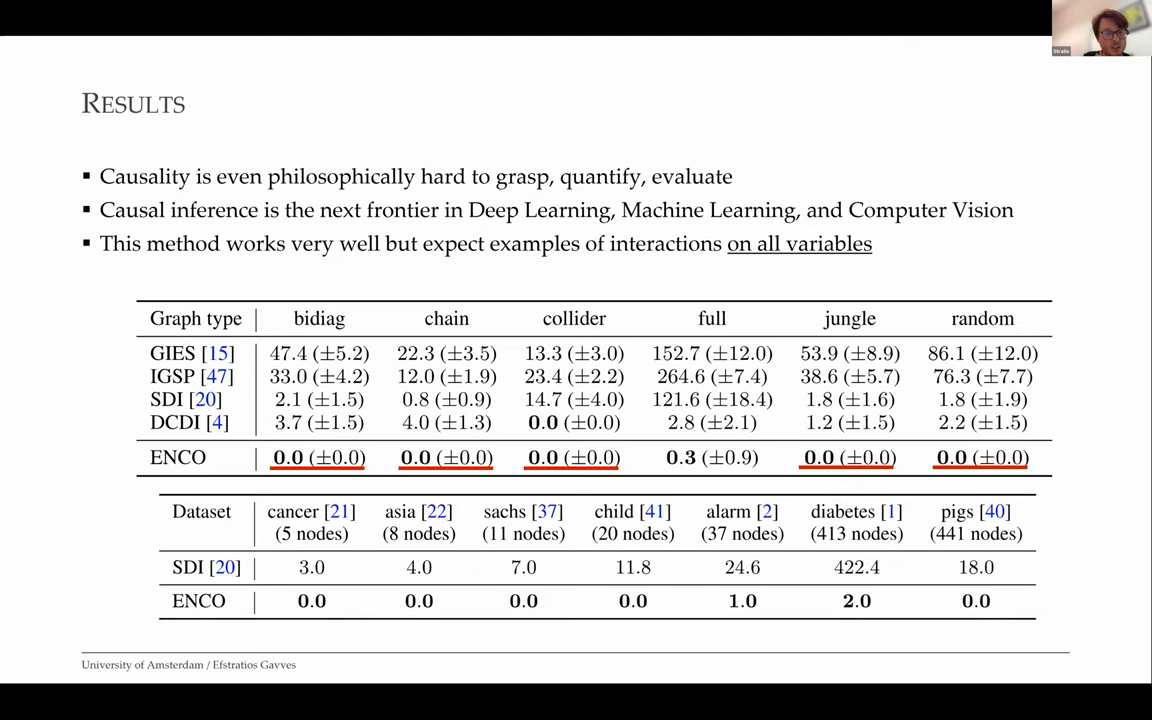 Stratis
RESULTS
▪ Causality is even philosophically hard to grasp, quantify, evaluate
▪ Causal inference is the next frontier in Deep Learning, Machine Learning, and Computer Vision
▪ This method works very well but expect examples of interactions on all variables
Graph type bidiag chain collider full jungle random
GIES [15] 47.4 (±5.2) 22.3 (±3.5) 13.3 (±3.0) 152.7 (±12.0) 53.9 (±8.9) 86.1 (±12.0)
IGSP [47] 33.0 (±4.2) 12.0 (±1.9) 23.4 (±2.2) 264.6 (±7.4) 38.6 (±5.7) 76.3 (±7.7)
SDI [20] 2.1 (±1.5) 0.8 (±0.9) 14.7 (±4.0) 121.6 (±18.4) 1.8 (±1.6) 1.8 (±1.9)
DCDI [4] 3.7 (±1.5) 4.0 (±1.3) 0.0 (±0.0) 2.8 (±2.1) 1.2 (±1.5) 2.2 (±1.5)
ENCO 0.0 (±0.0) 0.0 (±0.0) 0.0 (±0.0) 0.3 (±0.9) 0.0 (±0.0) 0.0 (±0.0)
Dataset cancer [21] asia [22] sachs [37] child [41] alarm [2] diabetes [1] pigs [40]
(5 nodes) (8 nodes) (11 nodes) (20 nodes) (37 nodes) (413 nodes) (441 nodes)
SDI [20] 3.0 4.0 7.0 11.8 24.6 422.4 18.0
ENCO 0.0 0.0 0.0 0.0 1.0 2.0 0.0
University of Amsterdam / Efstratios Gavves